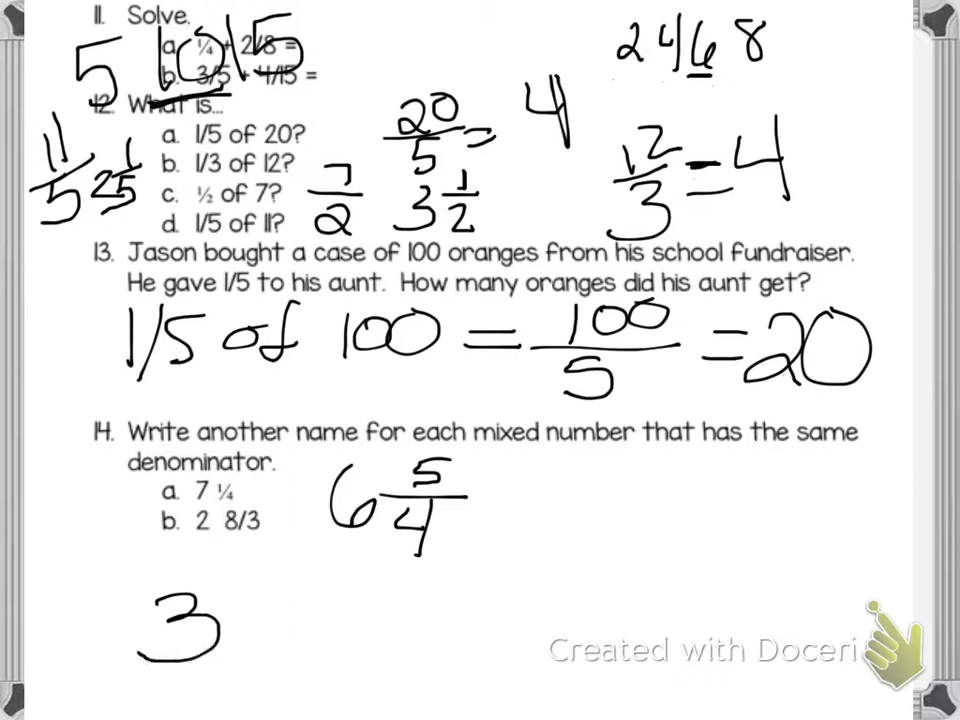 11. Solve.
a. ¼ + 2/8 =
b. 3/5 + 4/15 =
5 10 15
2 4 6 8
12. What is...
a. 1/5 of 20?
20/5 = 4
b. 1/3 of 12?
12/3 = 4
c. ½ of 7?
7/2 3 1/2
d. 1/5 of 11?
11/5 2 1/5
13. Jason bought a case of 100 oranges from his school fundraiser.
He gave 1/5 to his aunt. How many oranges did his aunt get?
1/5 of 100 = 100/5 = 20
14. Write another name for each mixed number that has the same
denominator.
a. 7 ¼
6 5/4
b. 2 8/3
3
Created with Doceri